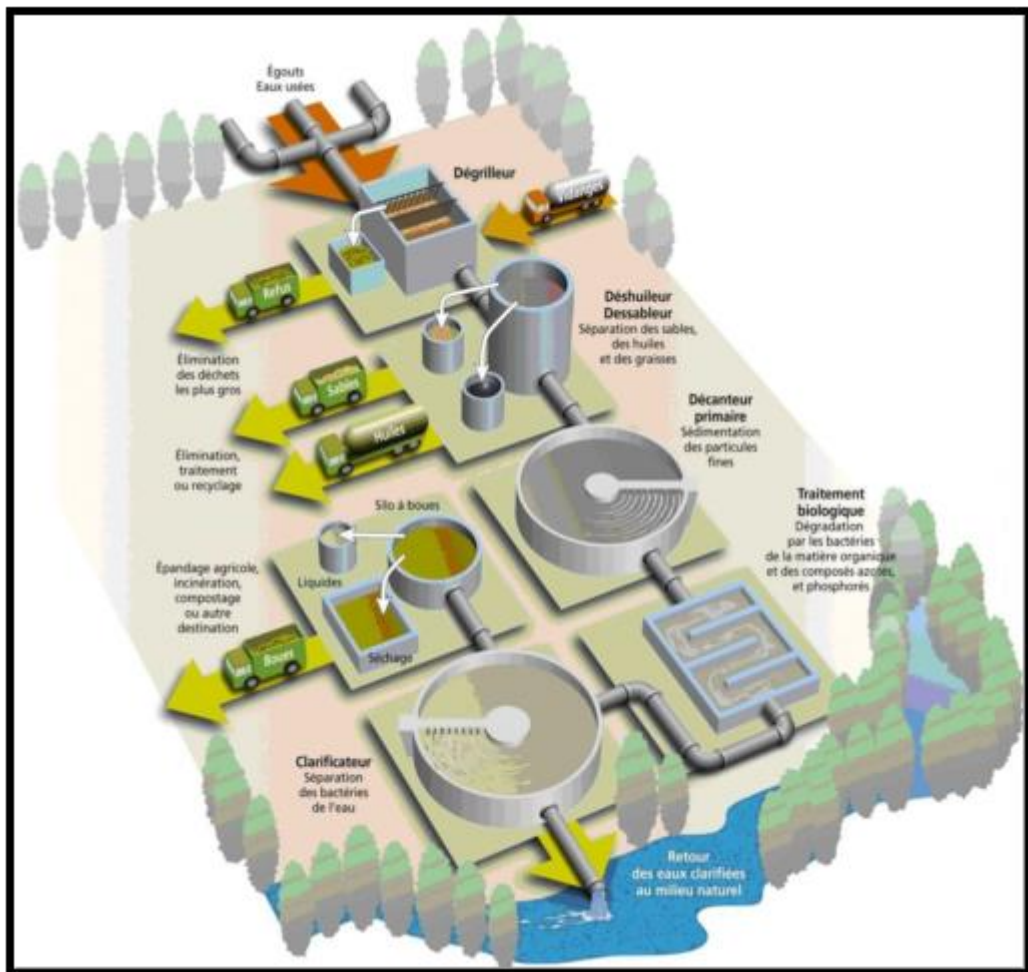 Égouts
Eaux usées
Dégrilleur
Vidanges
Refus
Déshuileur
Dessableur
Séparation des sables,
des huiles
et des graisses
Élimination
des déchets
les plus gros
Sables
Décanteur
primaire
Sédimentation
des particules
fines
Huiles
Élimination,
traitement
ou recyclage
Traitement
biologique
Dégradation
par les bactéries
de la matière organique
et des composés azotés,
et phosphorés
Silo à boues
Liquides
Épandage agricole,
incinération,
compostage
ou autre
destination
Boues
Séchage
Clarificateur
Séparation
des bactéries
de l'eau
Retour
des eaux clarifiées
au milieu naturel